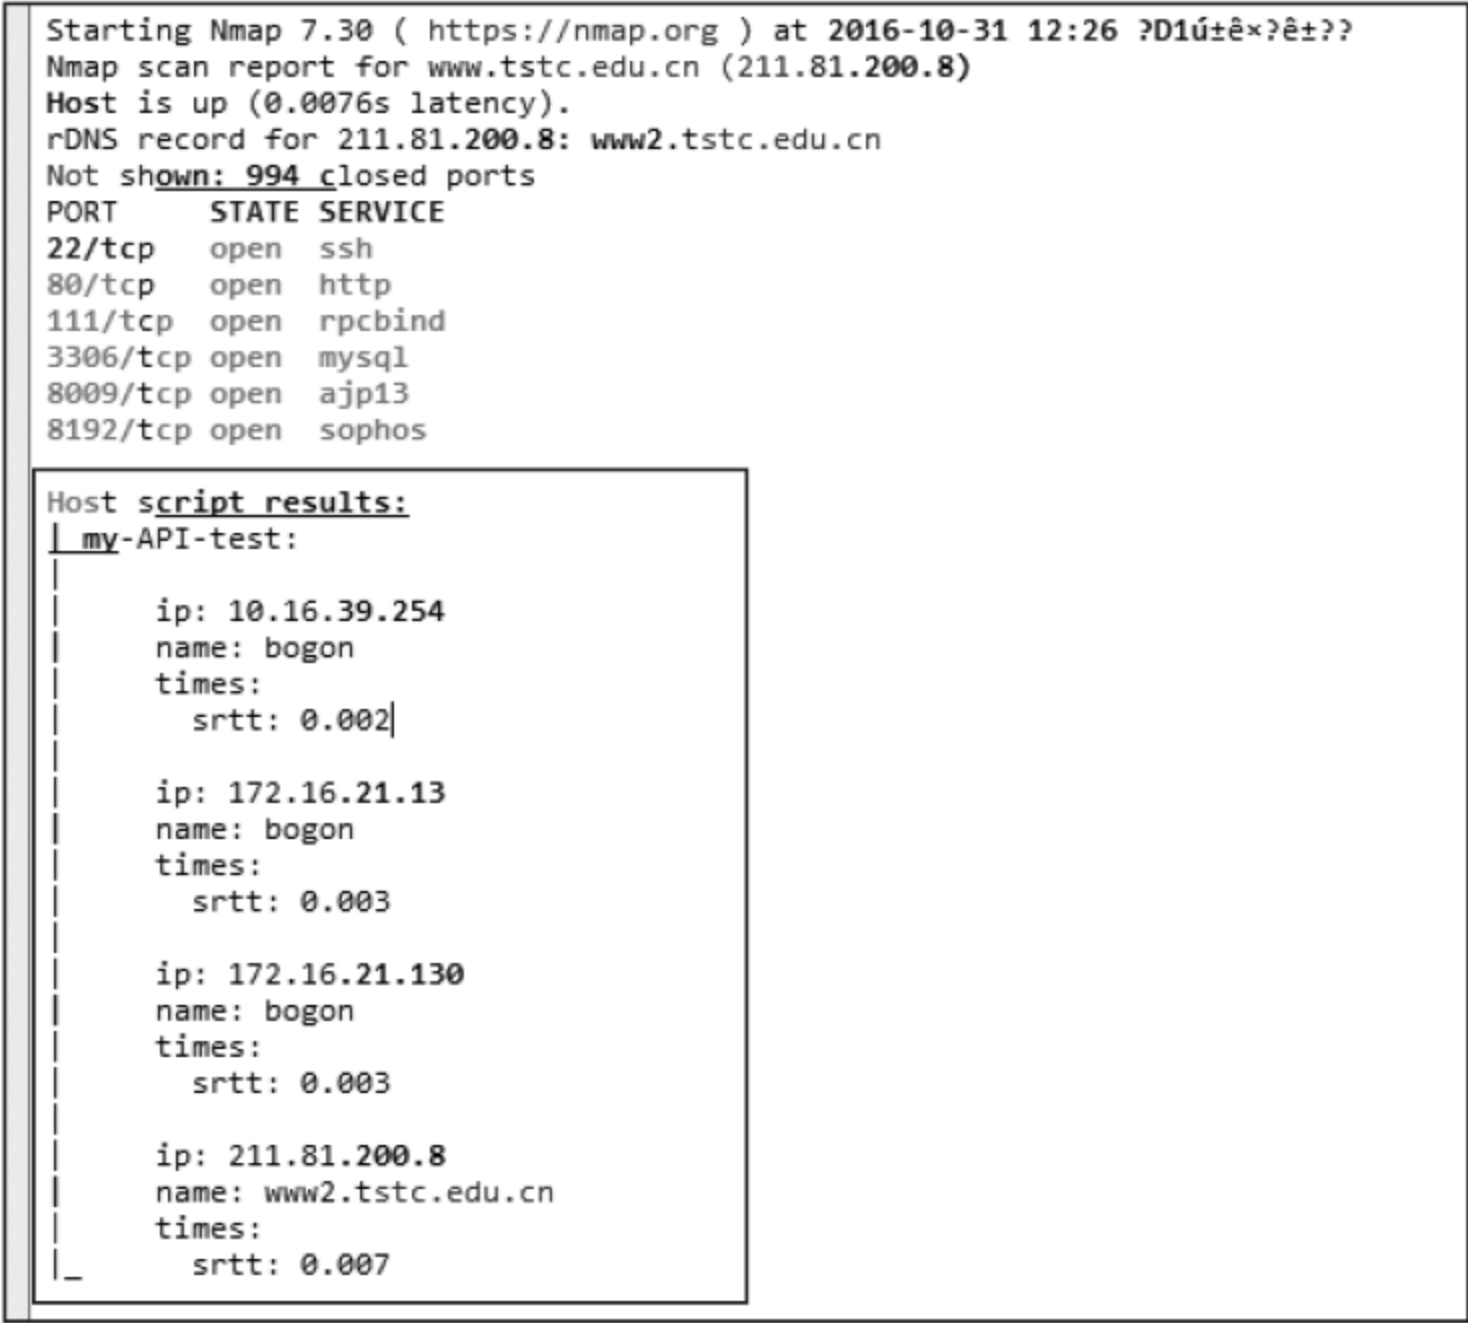 Starting Nmap 7.30 ( https://nmap.org ) at 2016-10-31 12:26 ?D1ú±ê×?ê±??
Nmap scan report for www.tstc.edu.cn (211.81.200.8)
Host is up (0.0076s latency).
rDNS record for 211.81.200.8: www2.tstc.edu.cn
Not shown: 994 closed ports
PORT     STATE SERVICE
22/tcp   open  ssh
80/tcp   open  http
111/tcp  open  rpcbind
3306/tcp open  mysql
8009/tcp open  ajp13
8192/tcp open  sophos
Host script results:
| my-API-test:
|
|     ip: 10.16.39.254
|     name: bogon
|     times:
|       srtt: 0.002
|
|     ip: 172.16.21.13
|     name: bogon
|     times:
|       srtt: 0.003
|
|     ip: 172.16.21.130
|     name: bogon
|     times:
|       srtt: 0.003
|
|     ip: 211.81.200.8
|     name: www2.tstc.edu.cn
|     times:
|_      srtt: 0.007